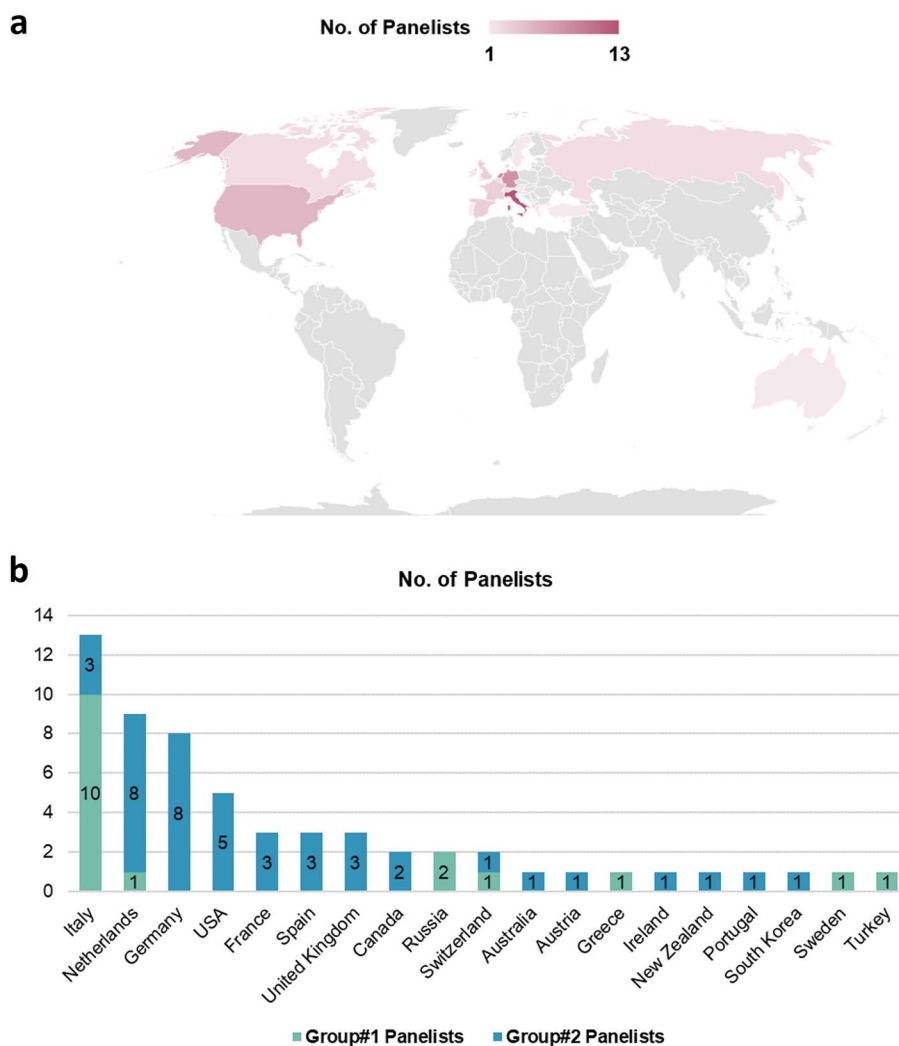 a
No. of Panelists
1 13
b
No. of Panelists
14
12
10
8
6
4
2
0
3
10
8
1
8
5
3
3
3
2
2
1
1
1
1
1
1
1
1
1
1
1
Italy
Netherlands
Germany
USA
France
Spain
United Kingdom
Canada
Russia
Switzerland
Australia
Austria
Greece
Ireland
New Zealand
Portugal
South Korea
Sweden
Turkey
Group#1 Panelists Group#2 Panelists